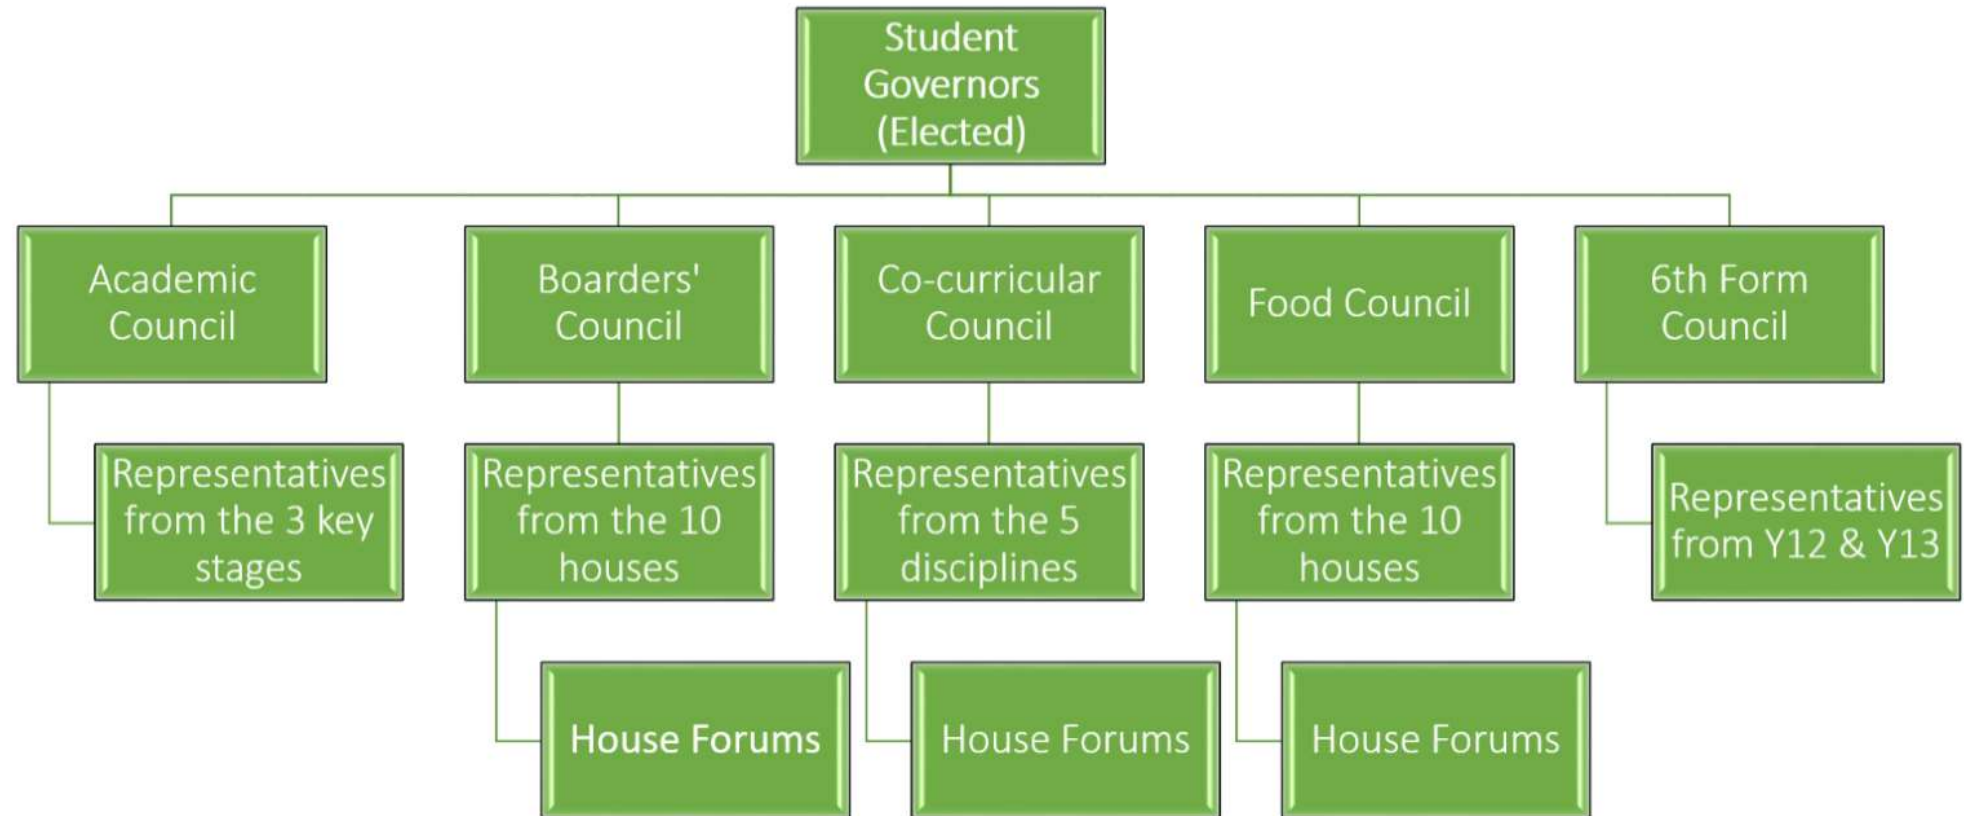 Student
Governors
(Elected)
Academic
Council
Boarders'
Council
Co-curricular
Council
Food Council
6th Form
Council
Representatives
from the 3 key
stages
Representatives
from the 10
houses
Representatives
from the 5
disciplines
Representatives
from the 10
houses
Representatives
from Y12 & Y13
House Forums
House Forums
House Forums